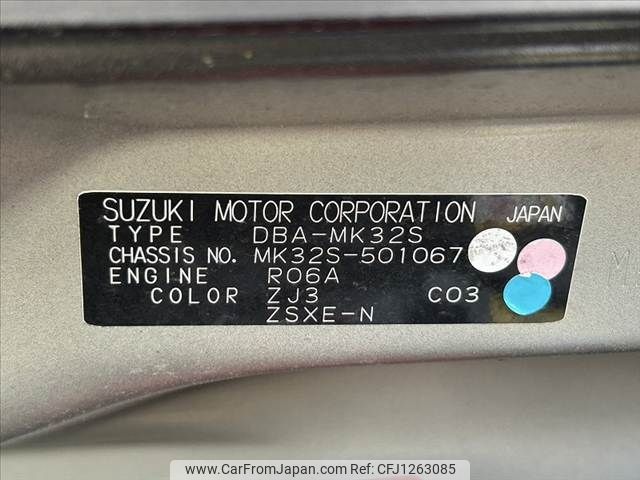 SUZUKI MOTOR CORPORATION JAPAN
TYPE DBA-MK32S
CHASSIS NO. MK32S-501067
ENGINE R06A
COLOR ZJ3 C03
ZSXE-N
www.CarFromJapan.com | Ref No. CFJ1263085